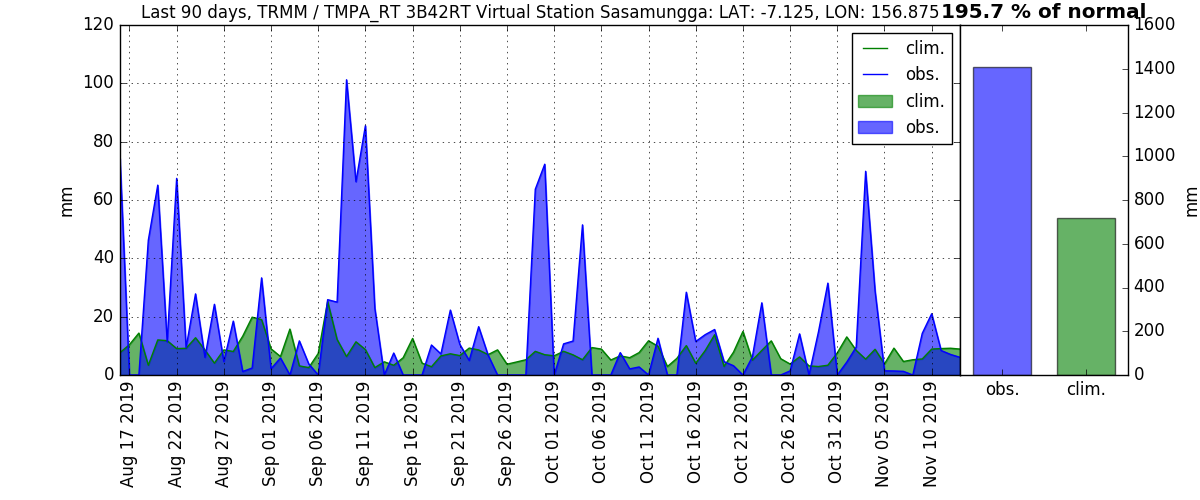 Last 90 days, TRMM / TMPA_RT 3B42RT Virtual Station Sasamungga: LAT: -7.125, LON: 156.875
195.7 % of normal
mm
120
100
80
60
40
20
0
clim.
obs.
clim.
obs.
Aug 17 2019
Aug 22 2019
Aug 27 2019
Sep 01 2019
Sep 06 2019
Sep 11 2019
Sep 16 2019
Sep 21 2019
Sep 26 2019
Oct 01 2019
Oct 06 2019
Oct 11 2019
Oct 16 2019
Oct 21 2019
Oct 26 2019
Oct 31 2019
Nov 05 2019
Nov 10 2019
1600
1400
1200
1000
800
600
400
200
0
mm
obs.
clim.